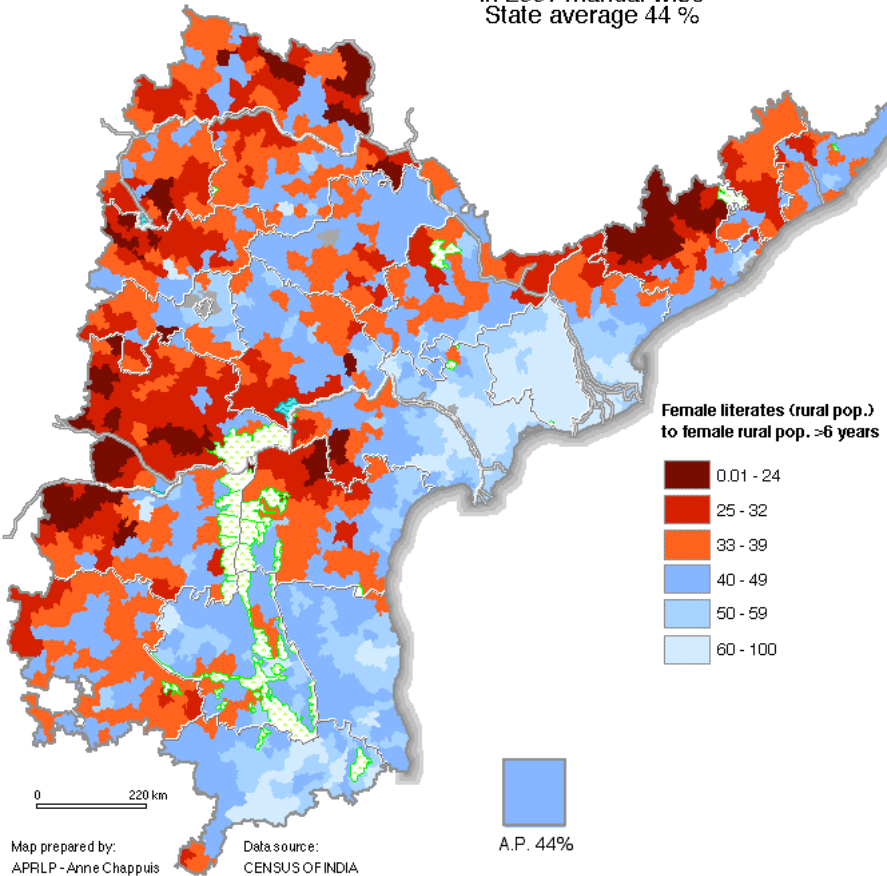 State average 44 %
Female literates (rural pop.)
to female rural pop. >6 years
0.01 - 24
25 - 32
33 - 39
40 - 49
50 - 59
60 - 100
0 220 km
A.P. 44%
Map prepared by:
APRLP - Anne Chappuis
Data source:
CENSUS OF INDIA